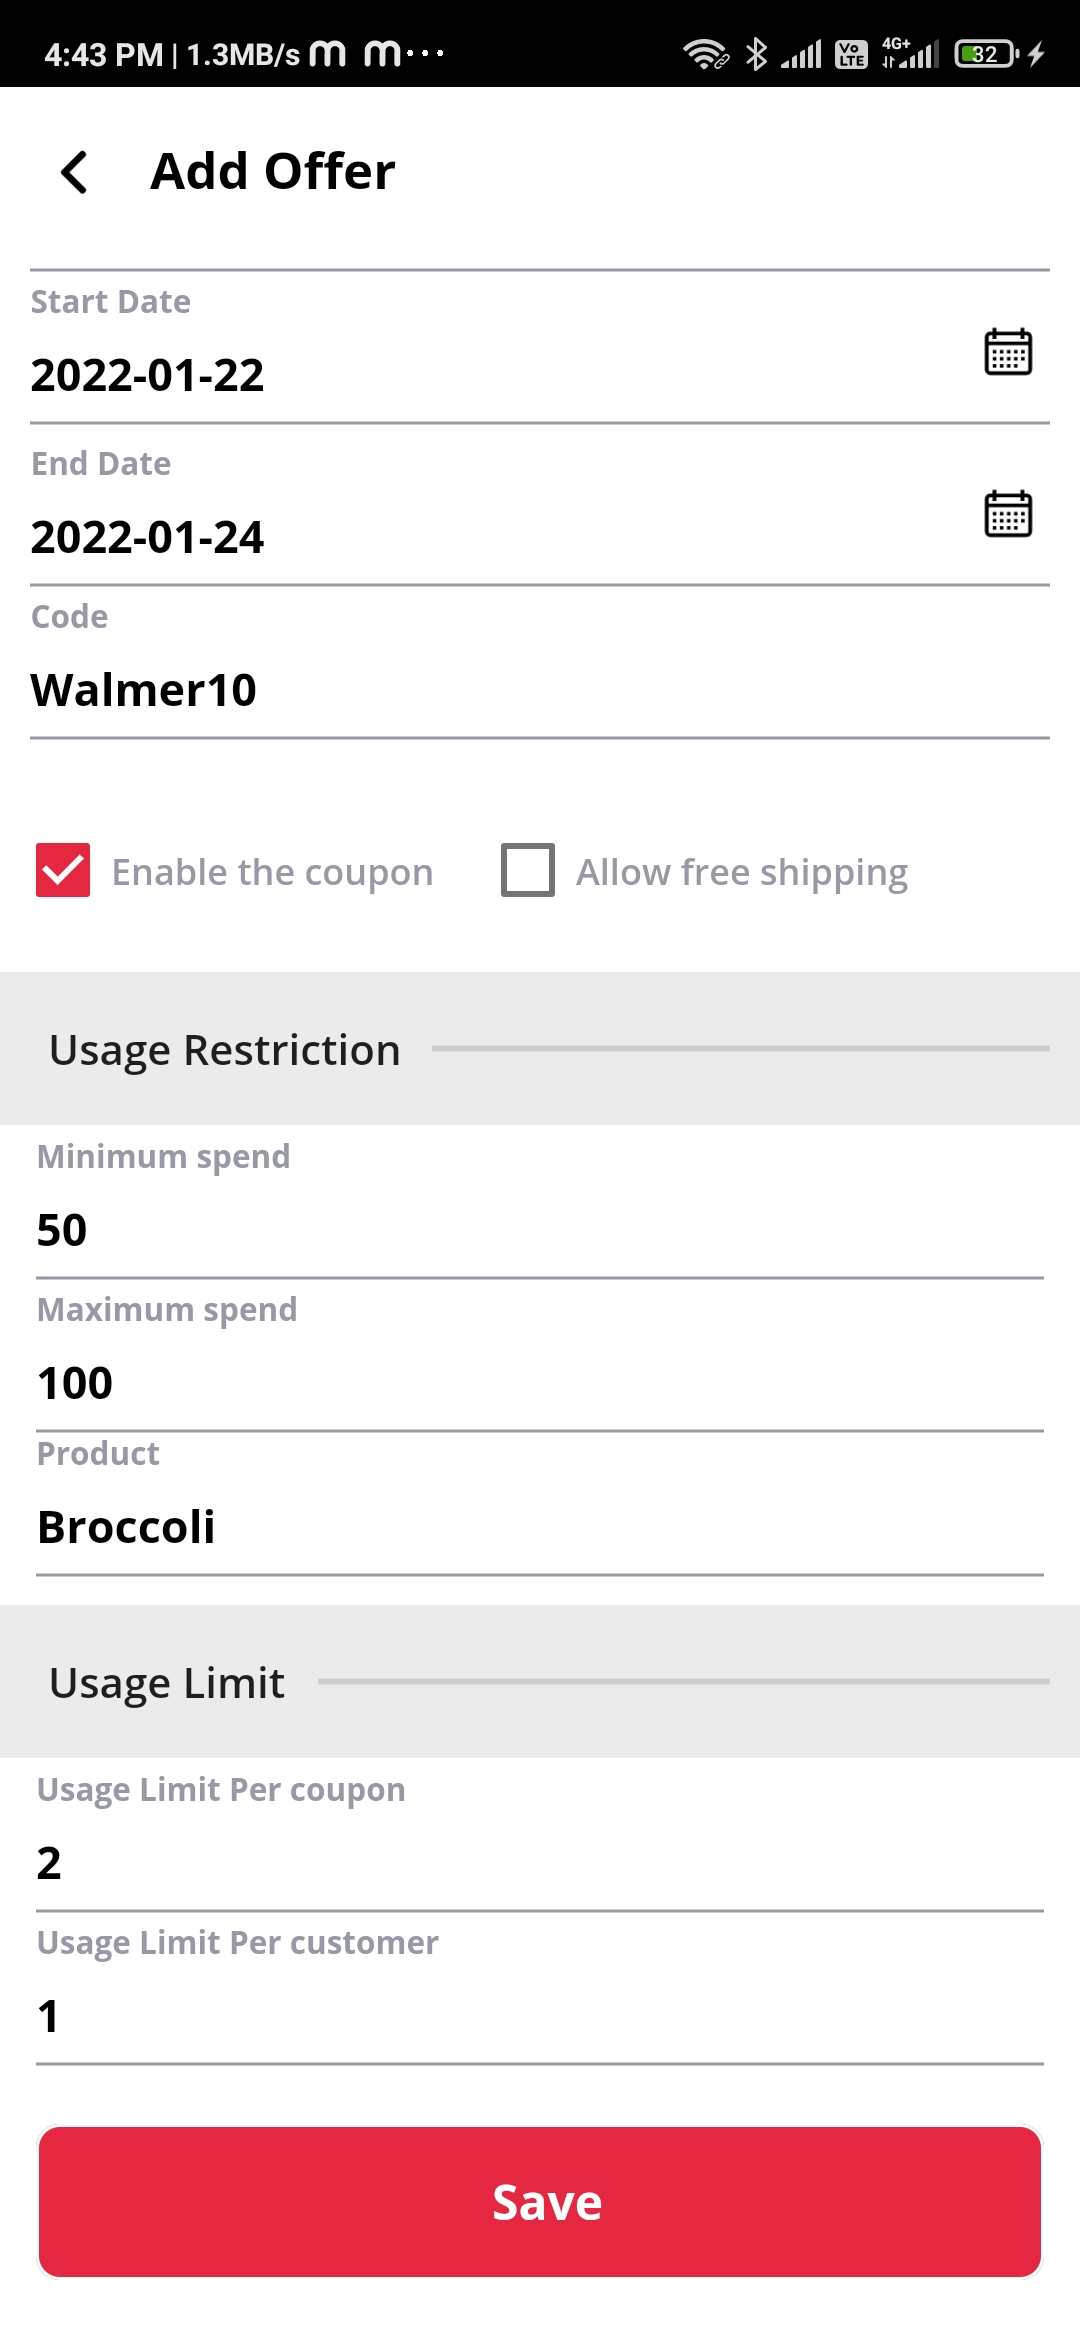 4:43 PM | 1.3MB/s
Vo LTE 4G+ 32
Add Offer
Start Date
2022-01-22
End Date
2022-01-24
Code
Walmer10
Enable the coupon Allow free shipping
Usage Restriction
Minimum spend
50
Maximum spend
100
Product
Broccoli
Usage Limit
Usage Limit Per coupon
2
Usage Limit Per customer
1
Save